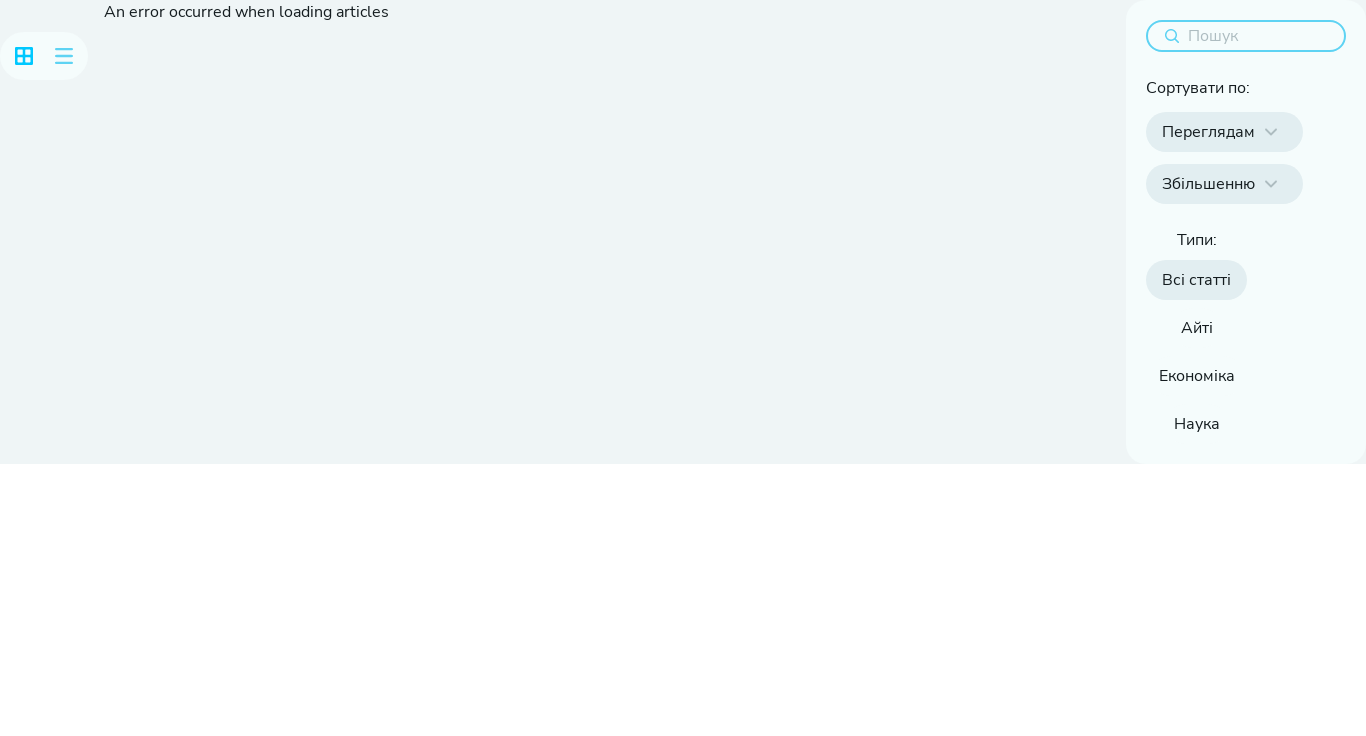 An error occurred when loading articles
Пошук
Сортувати по:
Переглядам
Збільшенню
Типи:
Всі статті
Айті
Економіка
Наука